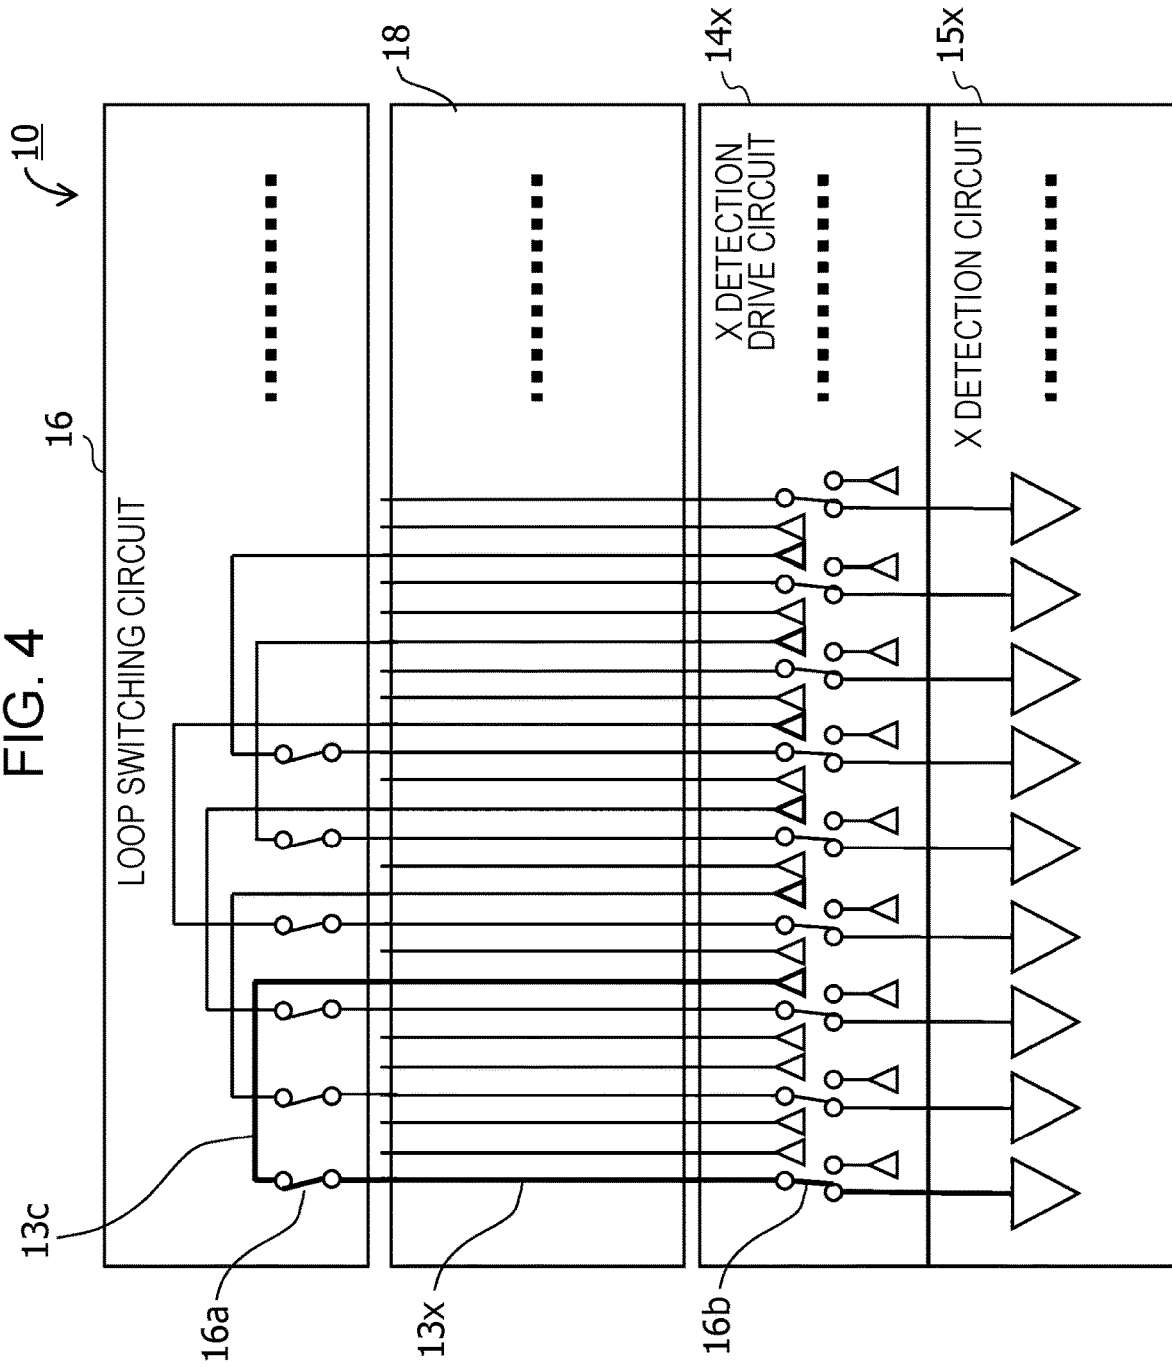 FIG. 4
10
16
18
14x
15x
LOOP SWITCHING CIRCUIT
X DETECTION
DRIVE CIRCUIT
X DETECTION CIRCUIT
13c
16a
13x
16b